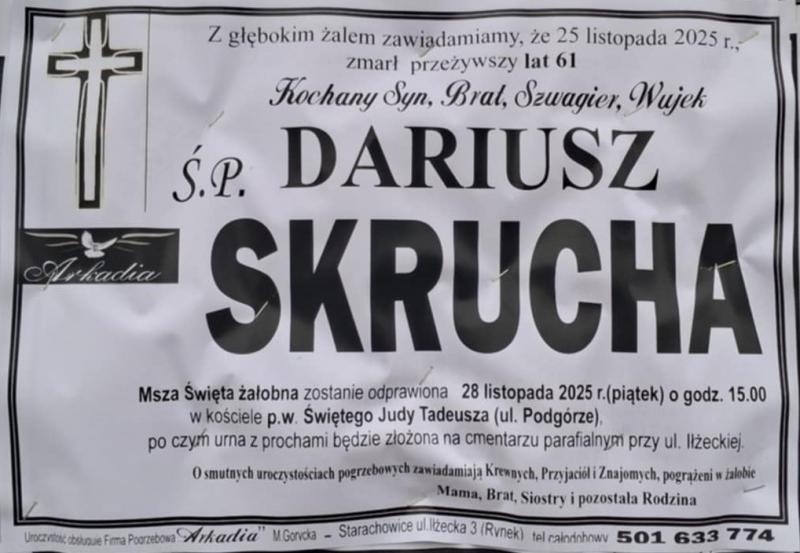 Z głębokim żalem zawiadamiamy, że 25 listopada 2025 r.,
zmarł przeżywszy lat 61
Kochany Syn, Brat, Szwagier, Wujek
Ś.P. DARIUSZ
SKRUCHA
Arkadia
Msza Święta żałobna zostanie odprawiona 28 listopada 2025 r.(piątek) o godz. 15.00
w kościele p.w. Świętego Judy Tadeusza (ul. Podgórze),
po czym urna z prochami będzie złożona na cmentarzu parafialnym przy ul. Iłżeckiej.
O smutnych uroczystościach pogrzebowych zawiadamiają Krewnych, Przyjaciół i Znajomych, pogrążeni w żałobie
Mama, Brat, Siostry i pozostała Rodzina
Uroczystość obsługuje Firma Pogrzebowa "Arkadia" M.Gorycka – Starachowice ul.Iłżecka 3 (Rynek) tel całodobowy 501 633 774